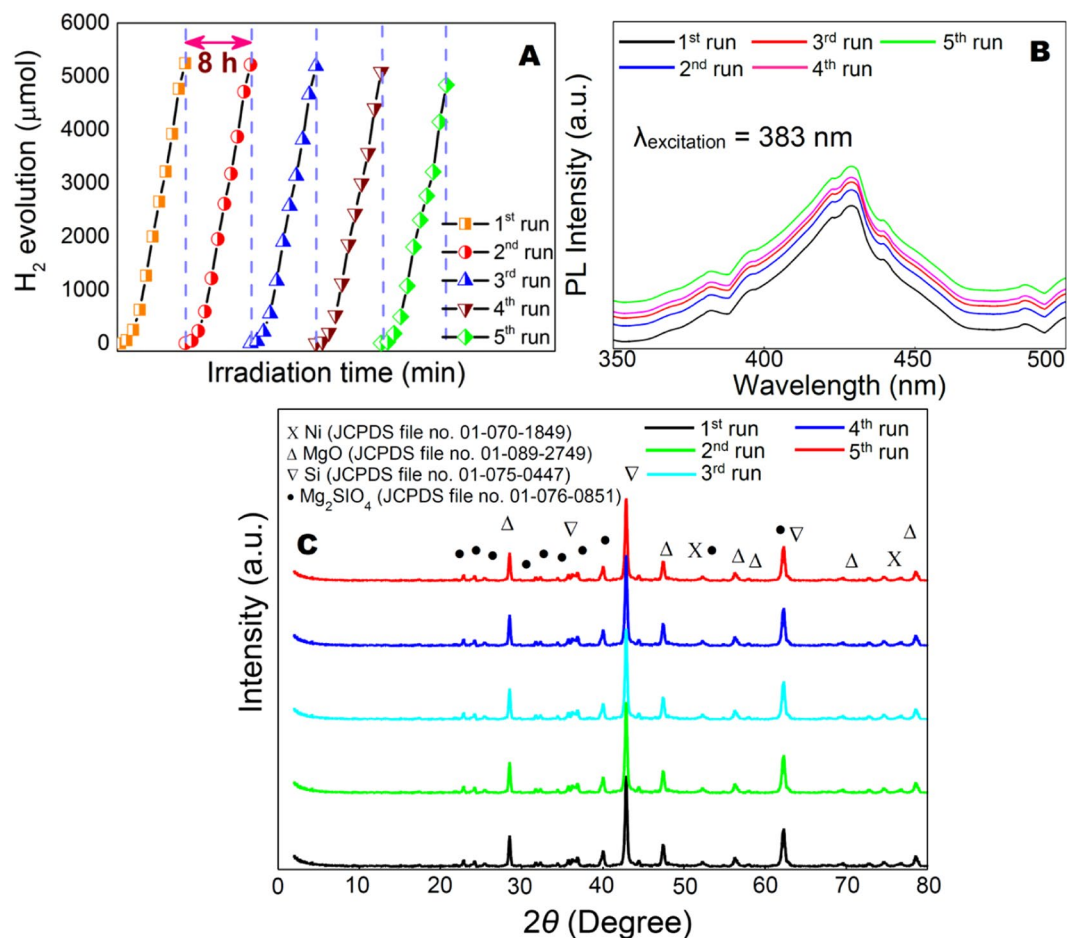 A
H2 evolution (μmol)
6000
5000
4000
3000
2000
1000
0
8 h
1st run
2nd run
3rd run
4th run
5th run
Irradiation time (min)
B
PL Intensity (a.u.)
1st run 3rd run 5th run
2nd run 4th run
λexcitation = 383 nm
350 400 450 500
Wavelength (nm)
C
Intensity (a.u.)
X Ni (JCPDS file no. 01-070-1849)
Δ MgO (JCPDS file no. 01-089-2749)
∇ Si (JCPDS file no. 01-075-0447)
● Mg2SIO4 (JCPDS file no. 01-076-0851)
1st run 4th run
2nd run 5th run
3rd run
0 10 20 30 40 50 60 70 80
2θ (Degree)